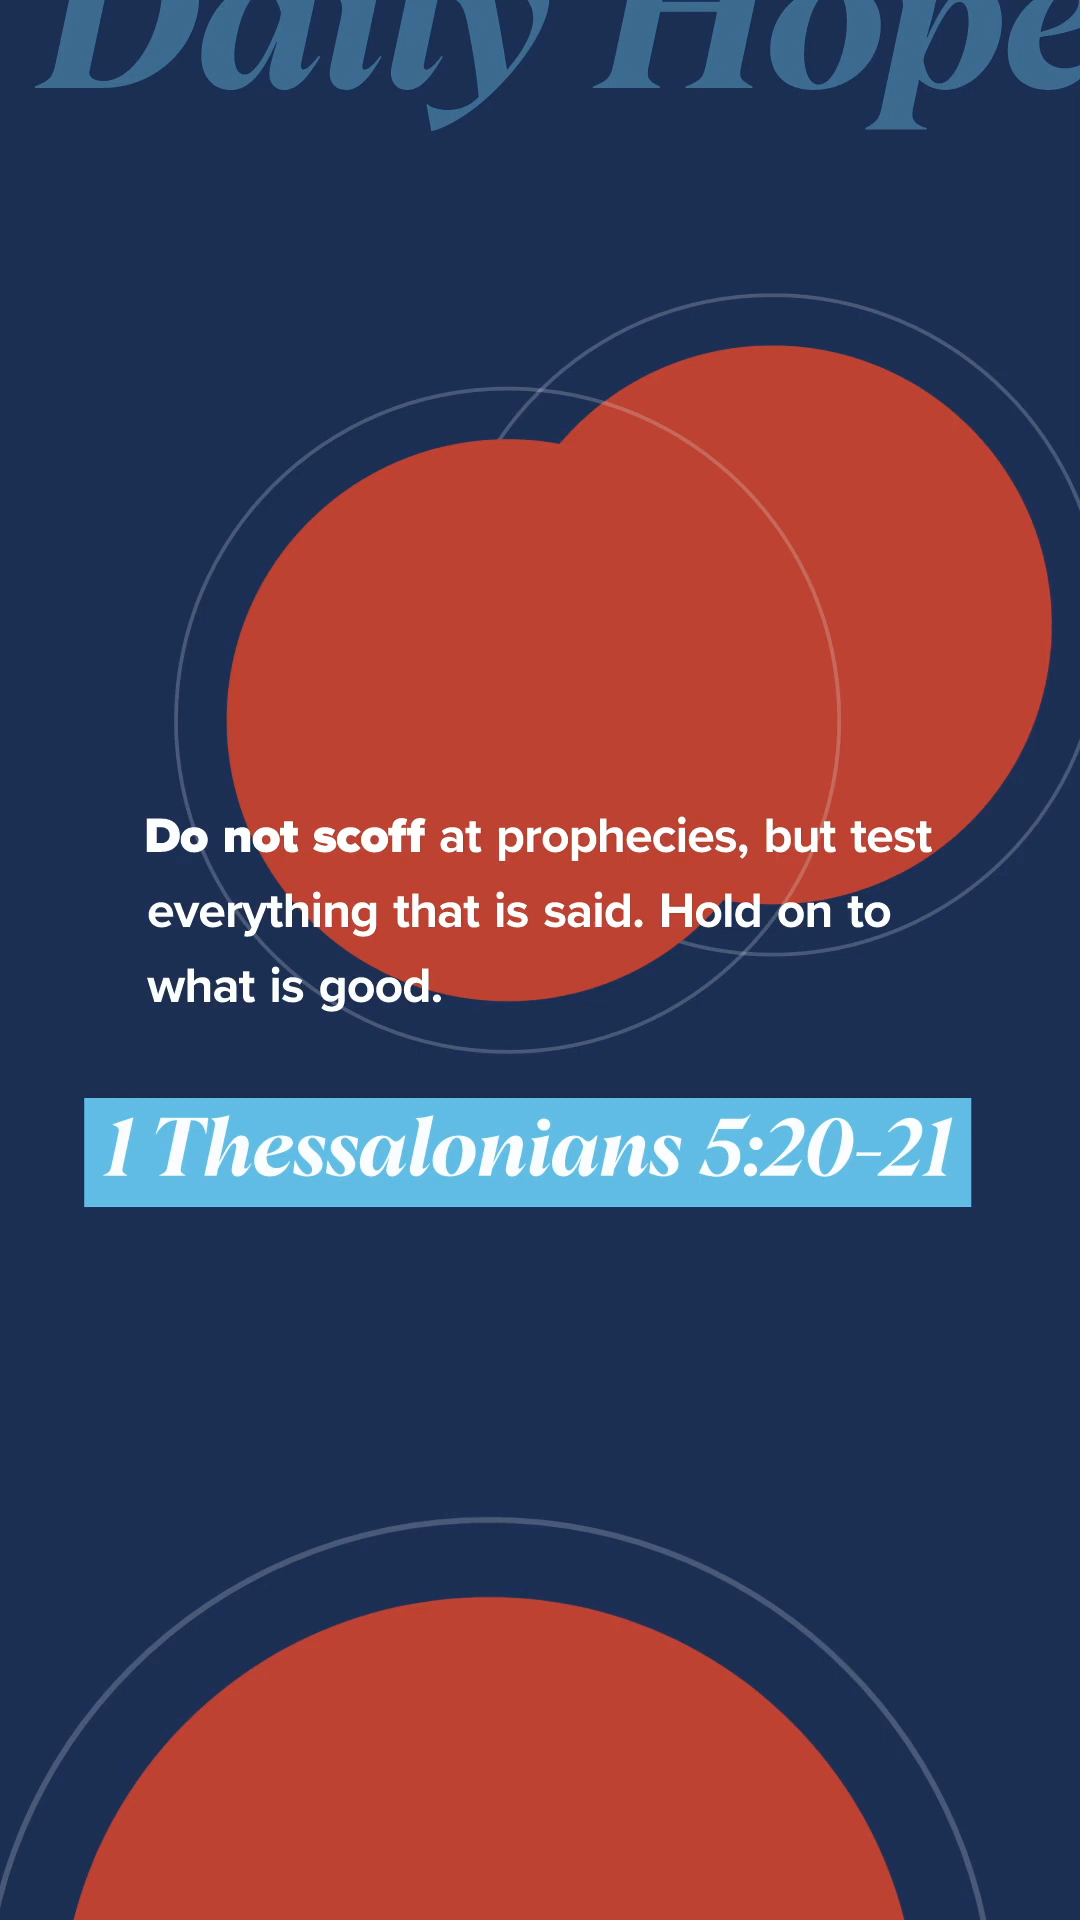 Daily Hope
Do not scoff at prophecies, but test
everything that is said. Hold on to
what is good.
1 Thessalonians 5:20-21